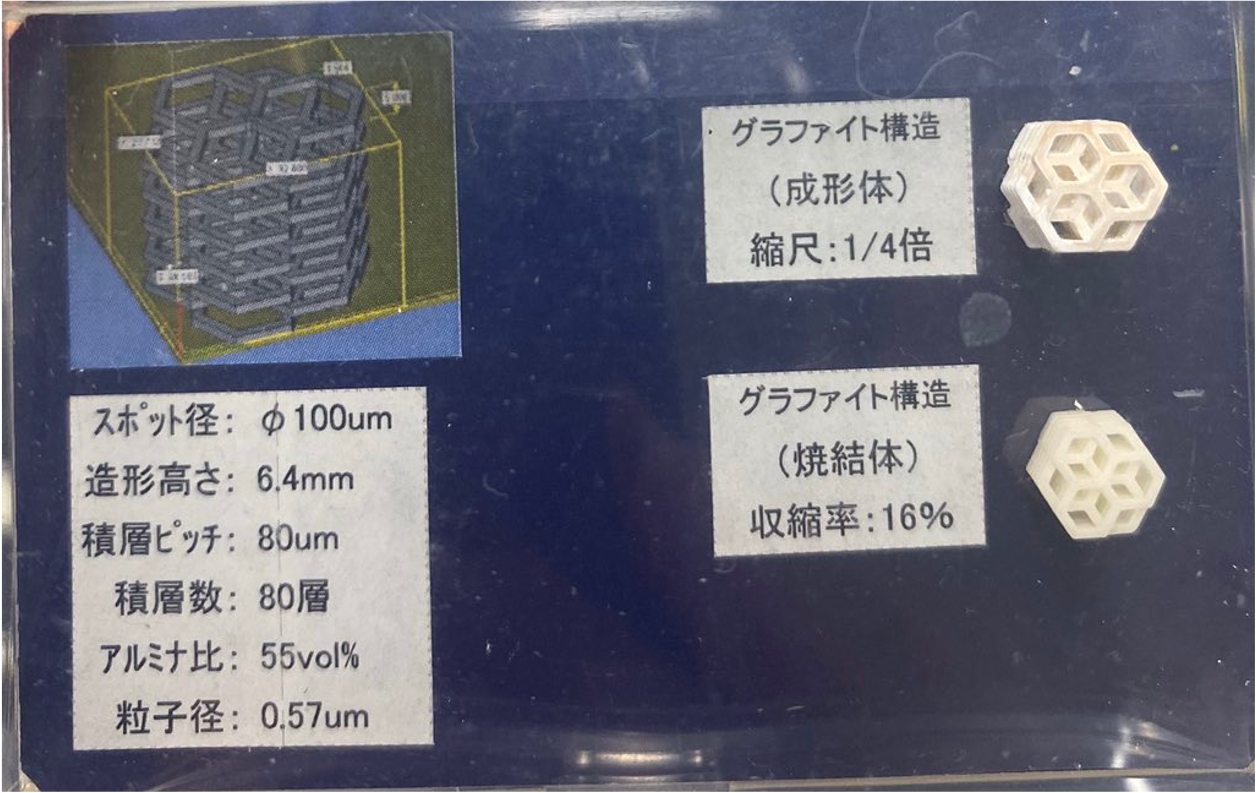 スポット径: φ100um
造形高さ: 6.4mm
積層ピッチ: 80um
積層数: 80層
アルミナ比: 55vol%
粒子径: 0.57um
グラファイト構造
(成形体)
縮尺:1/4倍
グラファイト構造
(焼結体)
収縮率:16%